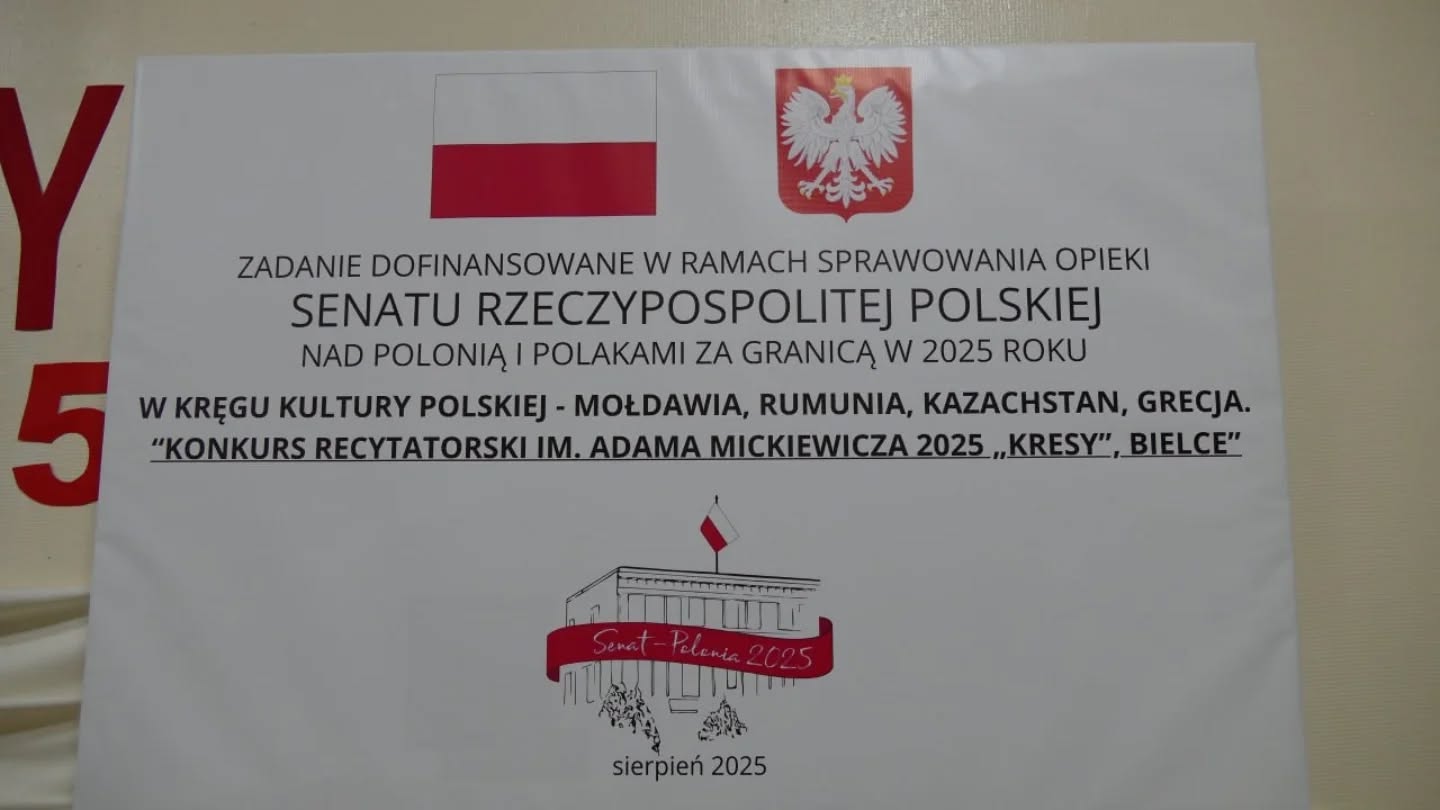 Y
5
ZADANIE DOFINANSOWANE W RAMACH SPRAWOWANIA OPIEKI
SENATU RZECZYPOSPOLITEJ POLSKIEJ
NAD POLONIĄ I POLAKAMI ZA GRANICĄ W 2025 ROKU
W KRĘGU KULTURY POLSKIEJ - MOŁDAWIA, RUMUNIA, KAZACHSTAN, GRECJA.
“KONKURS RECYTATORSKI IM. ADAMA MICKIEWICZA 2025 „KRESY”, BIELCE”
Senat - Polonia 2025
sierpień 2025